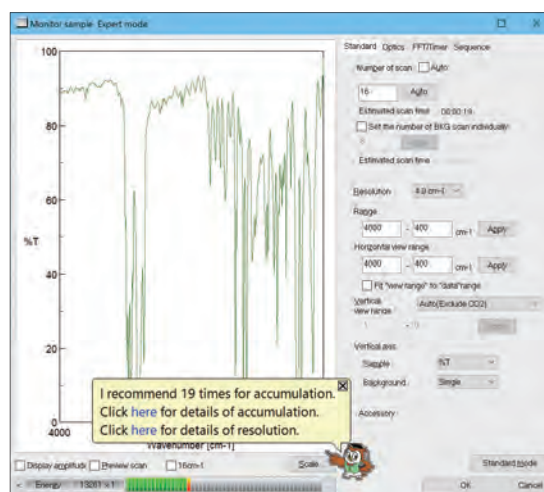 Monitor sample Expert mode
Standard Optics FFT/Timer Sequence
Number of scan Auto
16 Auto
Estimated scan time 00:00:19
Set the number of BKG scan individually
Estimated scan time
Resolution 4.0 cm-1
Range
4000 - 400 cm-1 Apply
Horizontal view range
4000 - 400 cm-1 Apply
Fit "view range" to "data" range
Vertical view range Auto(Exclude CO2)
1 - 0
Vertical axis
Sample %T
Background Single
Accessory
100
80
60
%T
40
20
0
4000
Wavenumber [cm-1]
I recommend 19 times for accumulation.
Click here for details of accumulation.
Click here for details of resolution.
Display amplitude Preview scan 16cm-1 Scale
Standard Mode
< Energy 13261 × 1
OK Cancel